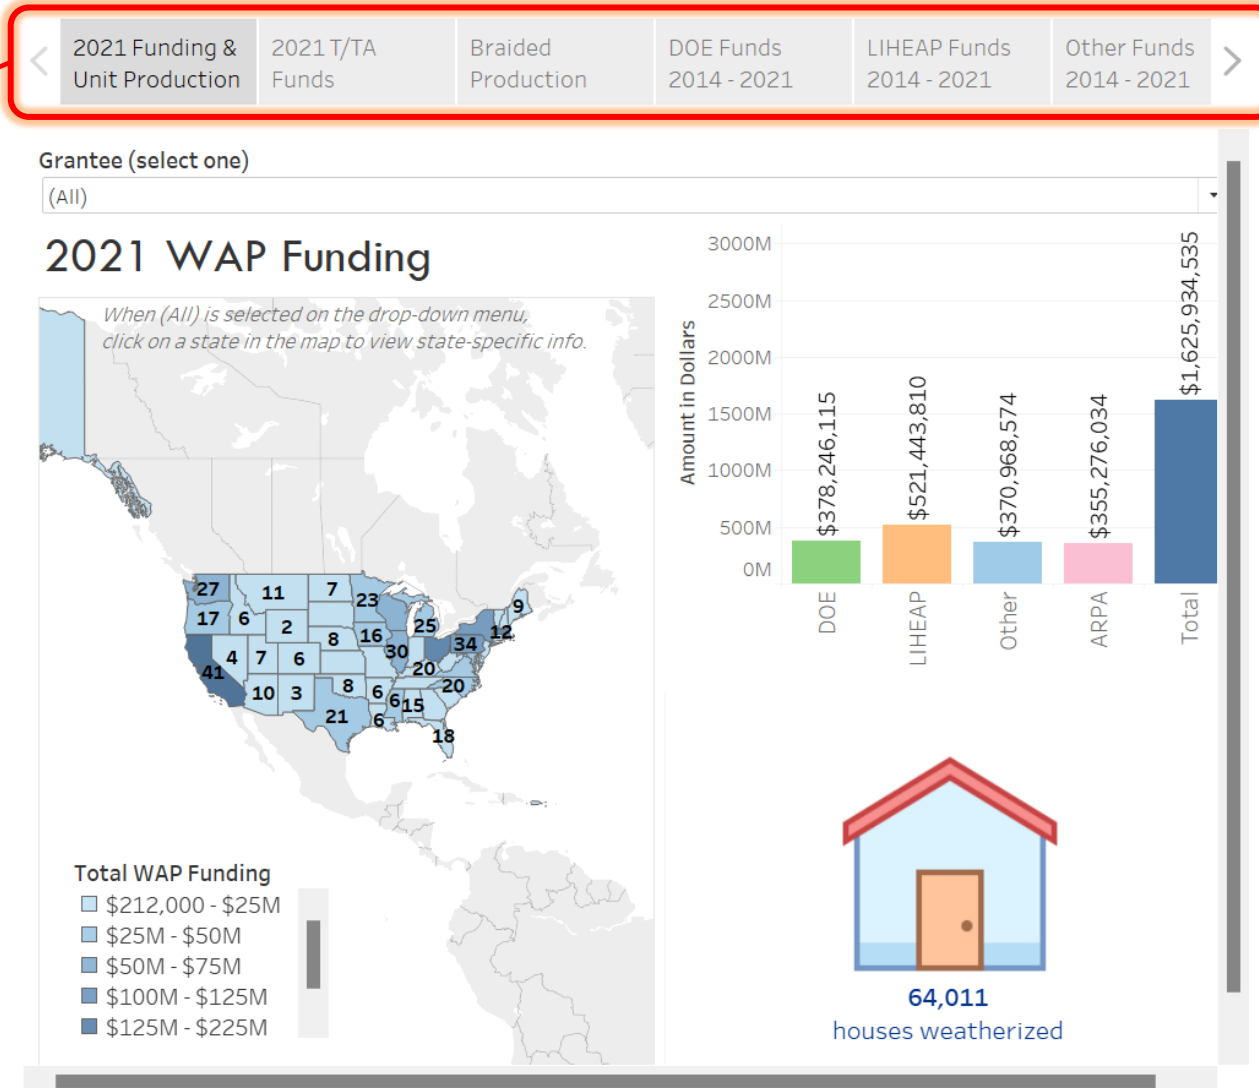 2021 Funding &
Unit Production
2021 T/TA
Funds
Braided
Production
DOE Funds
2014 - 2021
LIHEAP Funds
2014 - 2021
Other Funds
2014 - 2021
Grantee (select one)
(All)
2021 WAP Funding
When (All) is selected on the drop-down menu,
click on a state in the map to view state-specific info.
27
11
7
23
9
17
6
2
25
12
8
16
34
4
7
6
30
41
20
10
3
8
6
20
6
15
21
6
18
Total WAP Funding
$212,000 - $25M
$25M - $50M
$50M - $75M
$100M - $125M
$125M - $225M
Amount in Dollars
3000M
2500M
2000M
1500M
1000M
500M
0M
$378,246,115
$521,443,810
$370,968,574
$355,276,034
$1,625,934,535
DOE
LIHEAP
Other
ARPA
Total
64,011
houses weatherized